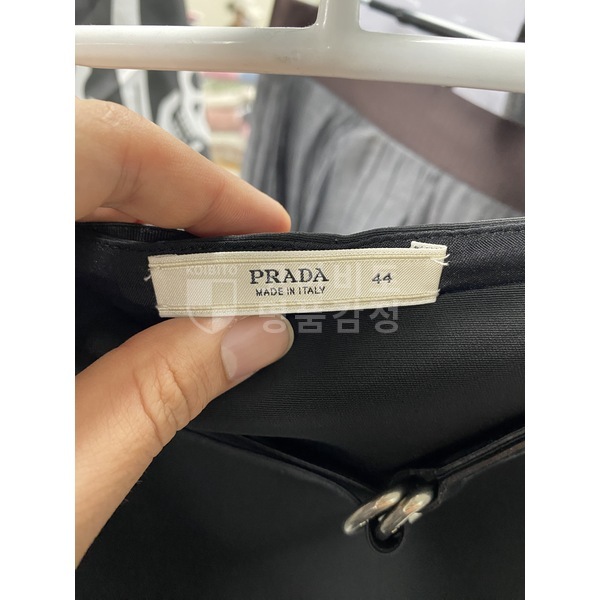 PRADA 44
MADE IN ITALY
KOIBITO
명품감정